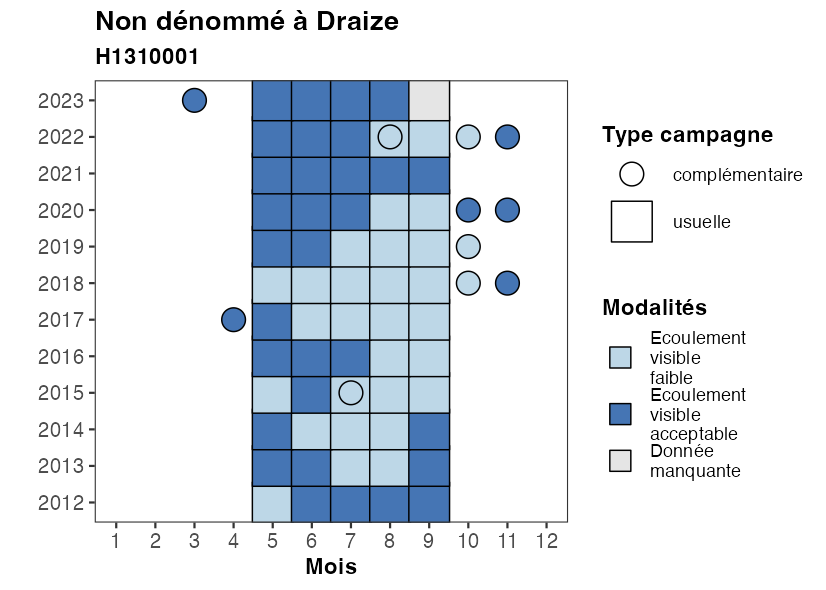 Non dénommé à Draize
H1310001
2023
2022
2021
2020
2019
2018
2017
2016
2015
2014
2013
2012
1 2 3 4 5 6 7 8 9 10 11 12
Mois
Type campagne
complémentaire
usuelle
Modalités
Ecoulement
visible
faible
Ecoulement
visible
acceptable
Donnée
manquante